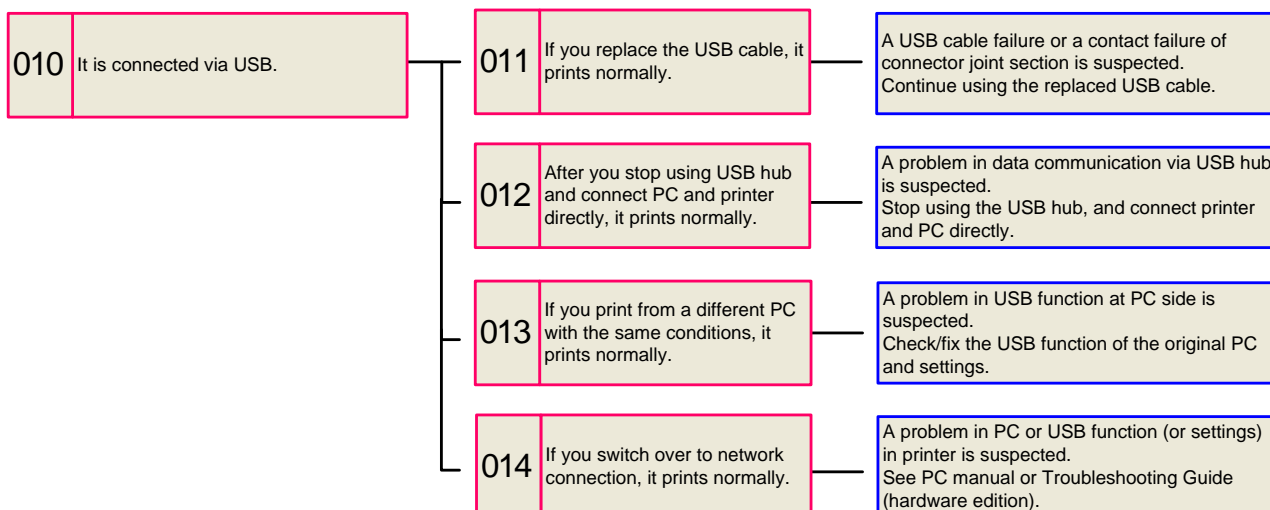 010
It is connected via USB.
011
If you replace the USB cable, it
prints normally.
A USB cable failure or a contact failure of
connector joint section is suspected.
Continue using the replaced USB cable.
012
After you stop using USB hub
and connect PC and printer
directly, it prints normally.
A problem in data communication via USB hub
is suspected.
Stop using the USB hub, and connect printer
and PC directly.
013
If you print from a different PC
with the same conditions, it
prints normally.
A problem in USB function at PC side is
suspected.
Check/fix the USB function of the original PC
and settings.
014
If you switch over to network
connection, it prints normally.
A problem in PC or USB function (or settings)
in printer is suspected.
See PC manual or Troubleshooting Guide
(hardware edition).